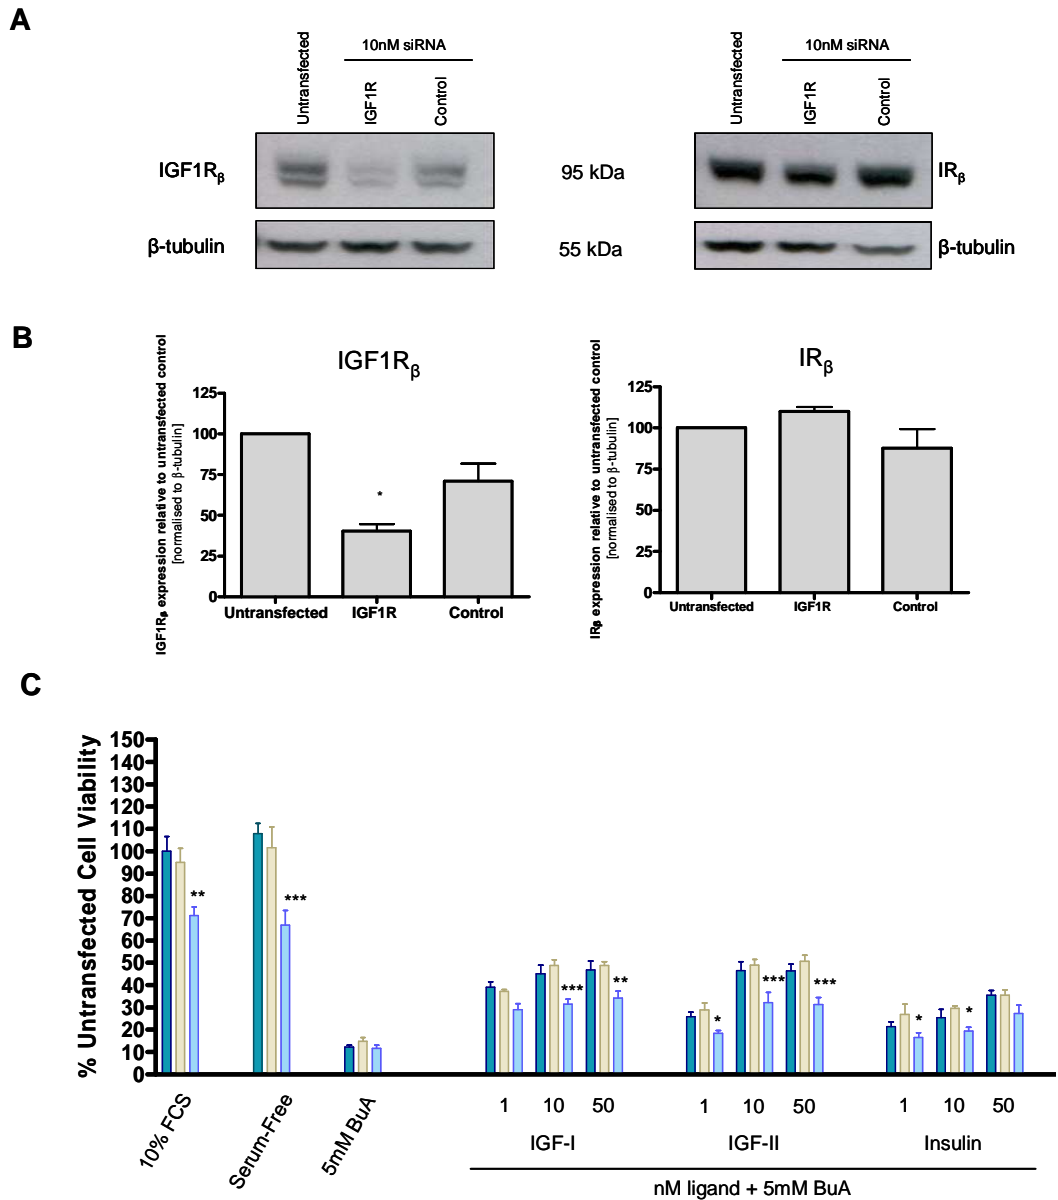 A
Untransfected
10nM siRNA
IGF1R
Control
Untransfected
10nM siRNA
IGF1R
Control
IGF1Rβ
95 kDa
IRβ
β-tubulin
55 kDa
β-tubulin
B
IGF1Rβ
IGF1Rβ expression relative to untransfected control
[normalised to β-tubulin]
125
100
75
50
25
0
*
Untransfected
IGF1R
Control
IRβ
IRβ expression relative to untransfected control
[normalised to β-tubulin]
125
100
75
50
25
0
Untransfected
IGF1R
Control
C
% Untransfected Cell Viability
150
140
130
120
110
100
90
80
70
60
50
40
30
20
10
0
** *** *** ** * *** *** * *
10% FCS
Serum-Free
5mM BuA
1 10 50 1 10 50 1 10 50
IGF-I IGF-II Insulin
nM ligand + 5mM BuA